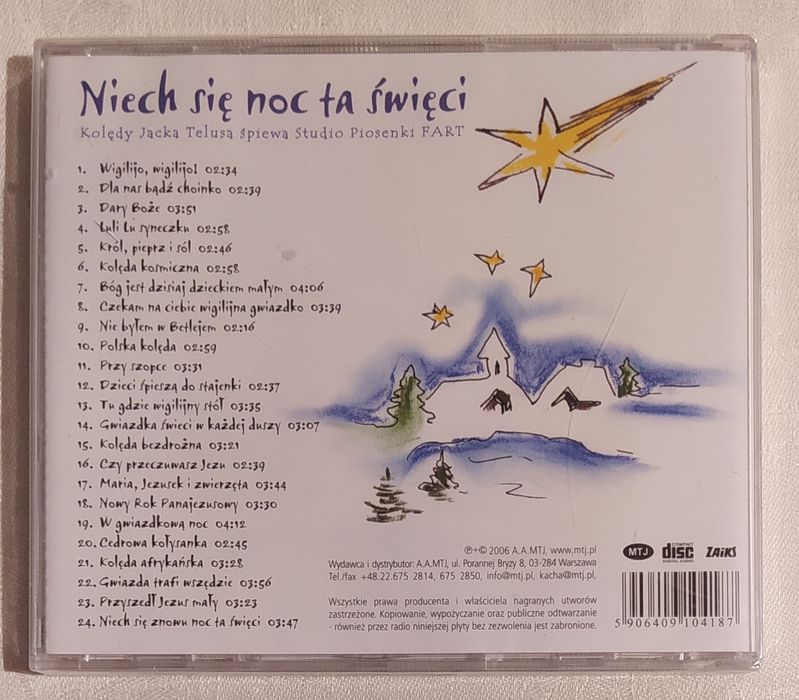 Niech się noc ta święci
Kolędy Jacka Telusa śpiewa Studio Piosenki FART
1. Wigilijo, wigilijo! 02:34
2. Dla nas bądź choinko 02:39
3. Dary Boże 03:51
4. Luli Lu syneczku 02:58
5. Król, pieprz i sól 02:46
6. Kolęda kosmiczna 02:58
7. Bóg jest dzisiaj dzieckiem małym 04:06
8. Czekam na ciebie wigilijna gwiazdko 03:39
9. Nie byłem w Betlejem 02:16
10. Polska kolęda 02:59
11. Przy szopce 03:31
12. Dzieci śpieszą do stajenki 02:37
13. Tu gdzie wigilijny stół 03:35
14. Gwiazdka świeci w każdej duszy 03:07
15. Kolęda bezdrożna 03:21
16. Czy przeczuwasz Jezu 02:39
17. Maria, Jezusek i zwierzęta 03:44
18. Nowy Rok Panajezusowy 03:30
19. W gwiazdkową noc 04:12
20. Cedrowa kołysanka 02:45
21. Kolęda afrykańska 03:28
22. Gwiazda trafi wszędzie 03:56
23. Przyszedł Jezus mały 03:23
24. Niech się znowu noc ta święci 03:47
℗+© 2006 A.A.MTJ, www.mtj.pl
Wydawca i dystrybutor: A.A.MTJ, ul. Porannej Bryzy 8, 03-284 Warszawa
Tel./fax +48.22.675 2814, 675 2850, info@mtj.pl, kacha@mtj.pl,
Wszystkie prawa producenta i właściciela nagranych utworów
zastrzeżone. Kopiowanie, wypożyczanie oraz publiczne odtwarzanie
- również przez radio niniejszej płyty bez zezwolenia jest zabronione.
MTJ
COMPACT
disc
DIGITAL AUDIO
ZAiKS
5 906409 104187